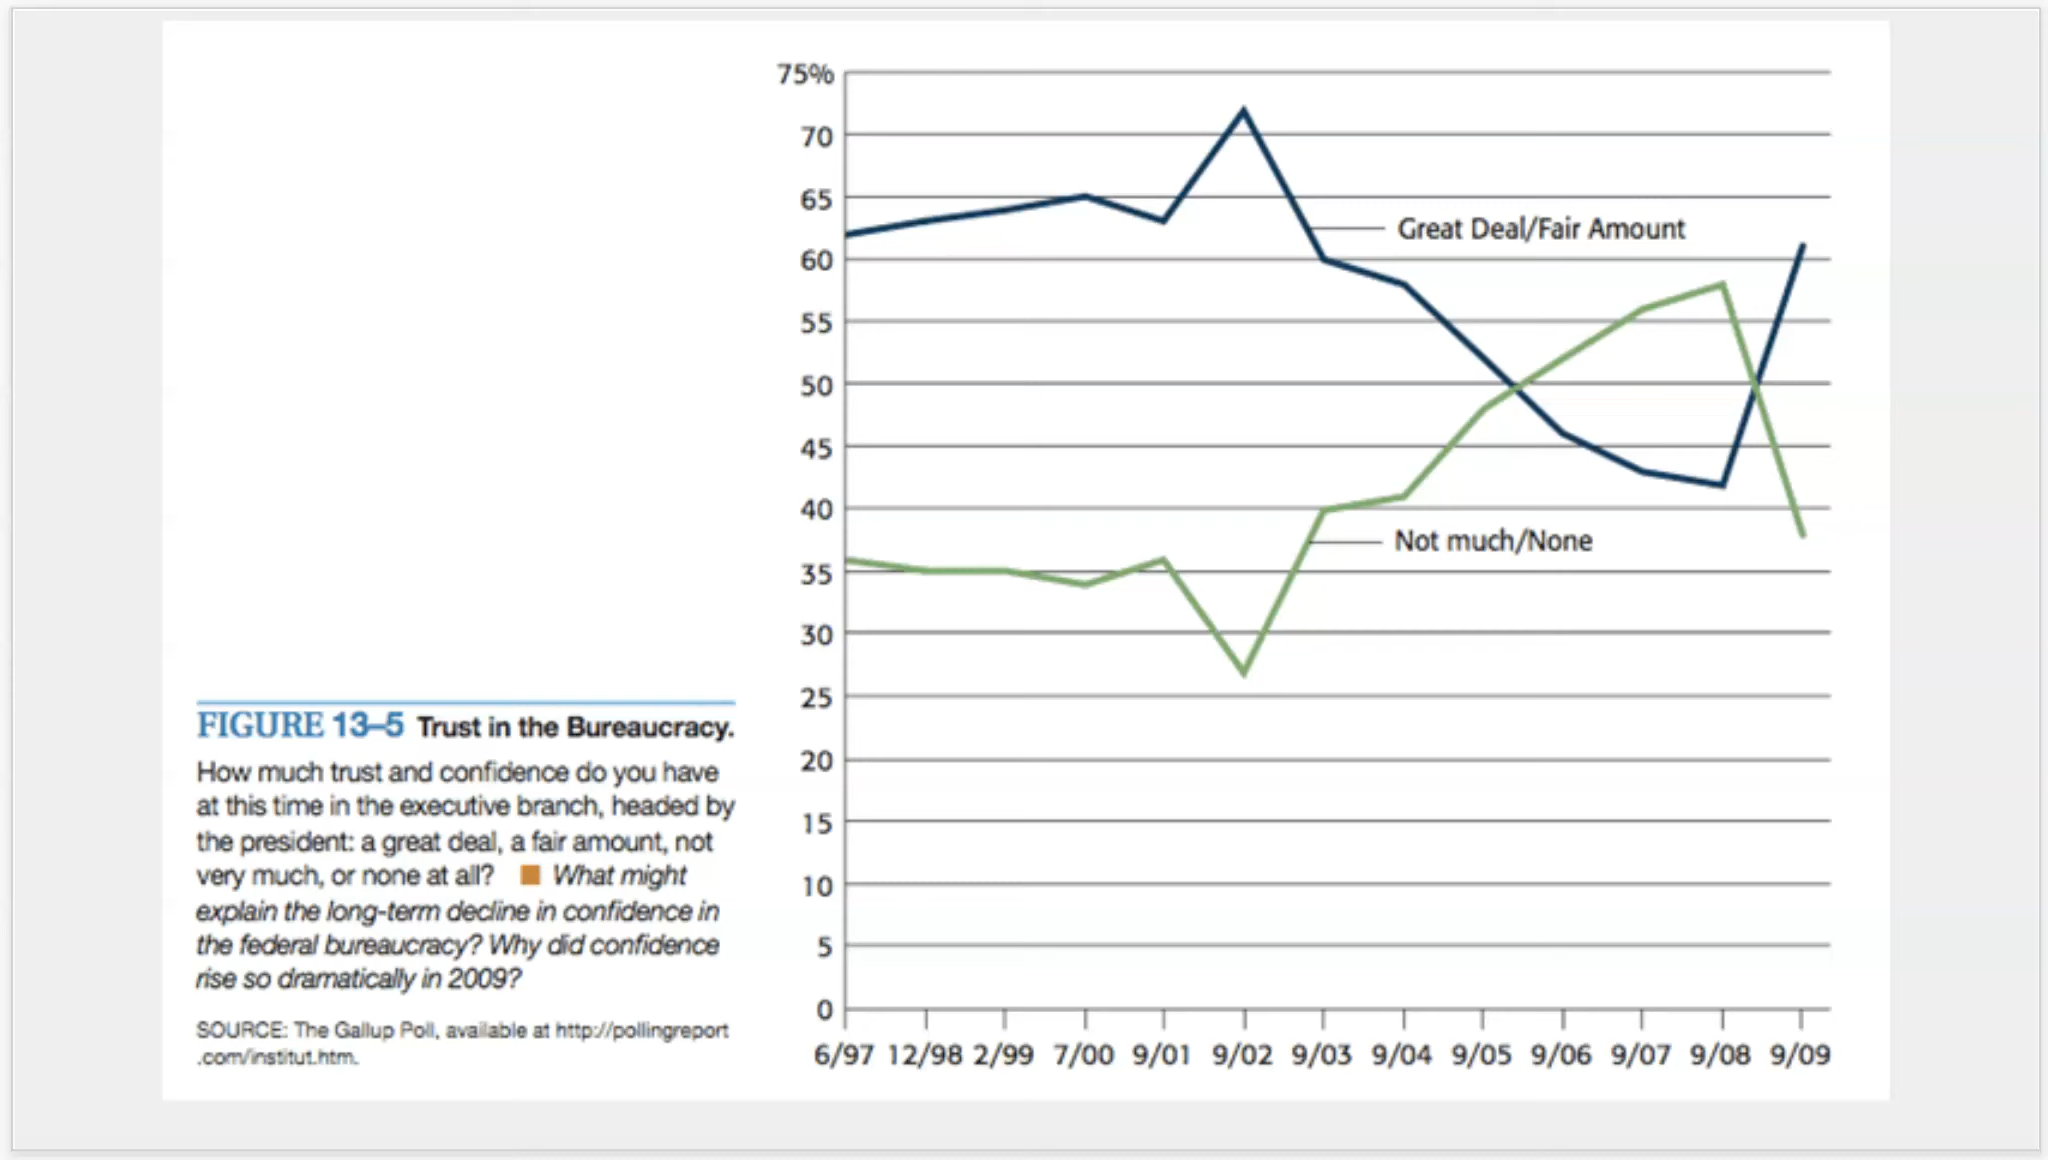 75%
70
65
Great Deal/Fair Amount
60
55
50
45
40
Not much/None
35
30
25
20
15
10
5
0
6/97 12/98 2/99 7/00 9/01 9/02 9/03 9/04 9/05 9/06 9/07 9/08 9/09
FIGURE 13–5 Trust in the Bureaucracy.
How much trust and confidence do you have
at this time in the executive branch, headed by
the president: a great deal, a fair amount, not
very much, or none at all? ■ What might
explain the long-term decline in confidence in
the federal bureaucracy? Why did confidence
rise so dramatically in 2009?
SOURCE: The Gallup Poll, available at http://pollingreport
.com/institut.htm.